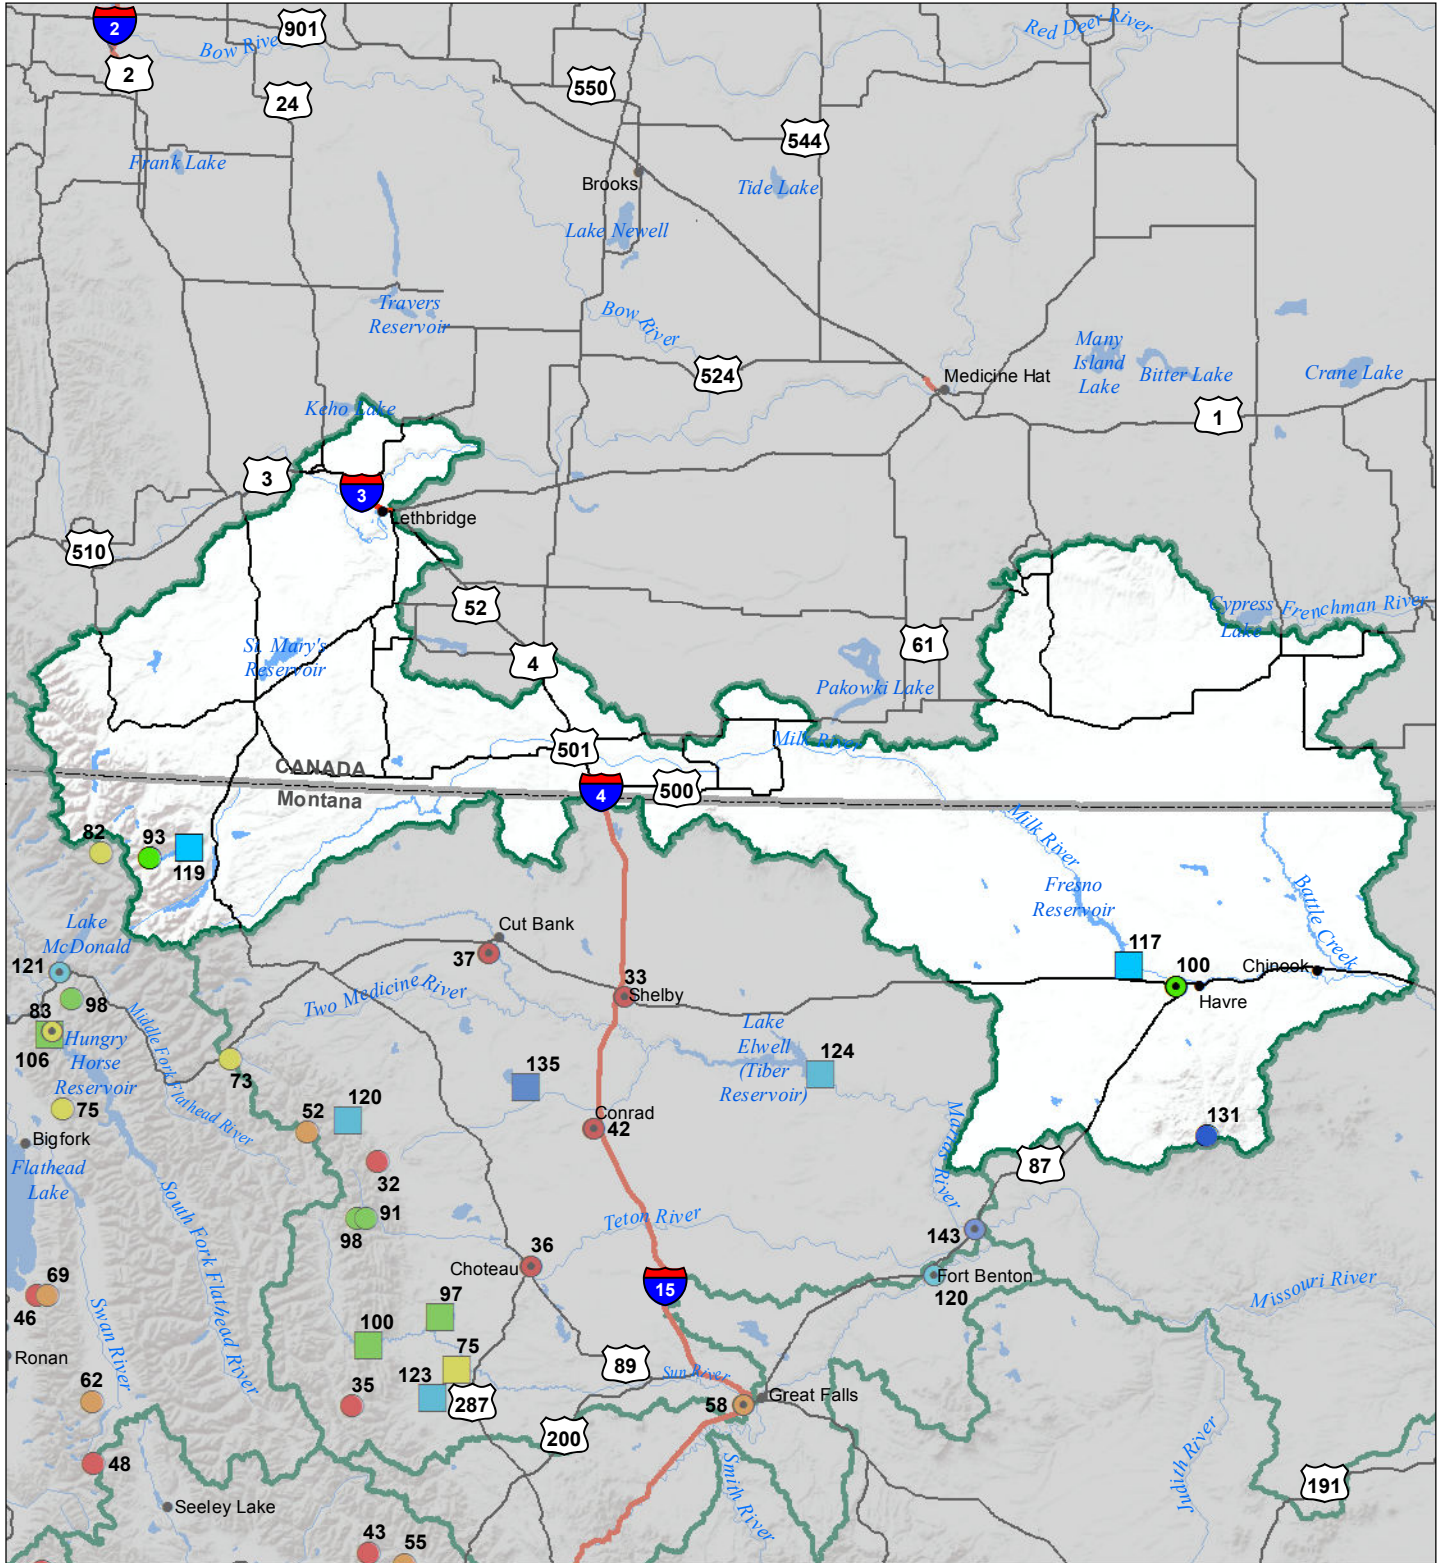 2
901
Bow Rive
Red Deer River
2
24
550
544
Frank Lake
Brooks
Tide Lake
Lake Newell
Travers
Reservoir
Bow River
524
Many
Island
Lake
Bitter Lake
Crane Lake
Medicine Hat
Keho Lake
1
3
3
Lethbridge
510
52
Cypress
Lake
Frenchman River
61
St. Mary's
Reservoir
4
Pakowki Lake
501
Milk River
CANADA
Montana
4
500
82
93
119
Milk River
Fresno
Reservoir
Battle Creek
Lake
McDonald
Cut Bank
37
117
100
Chinook
Havre
121
98
33
Shelby
Two Medicine River
83
106
Hungry
Horse
Reservoir
Middle Fork Flathead River
73
Lake
Elwell
(Tiber
Reservoir)
124
135
75
52
120
Conrad
42
Marias River
131
Bigfork
Flathead
Lake
32
87
South Fork Flathead River
91
98
Teton River
143
36
Choteau
Fort Benton
120
69
46
Swan River
97
15
Missouri River
100
Ronan
75
89
Sun River
123
287
62
35
58
Great Falls
200
48
Smith River
Judith River
191
Seeley Lake
43
55